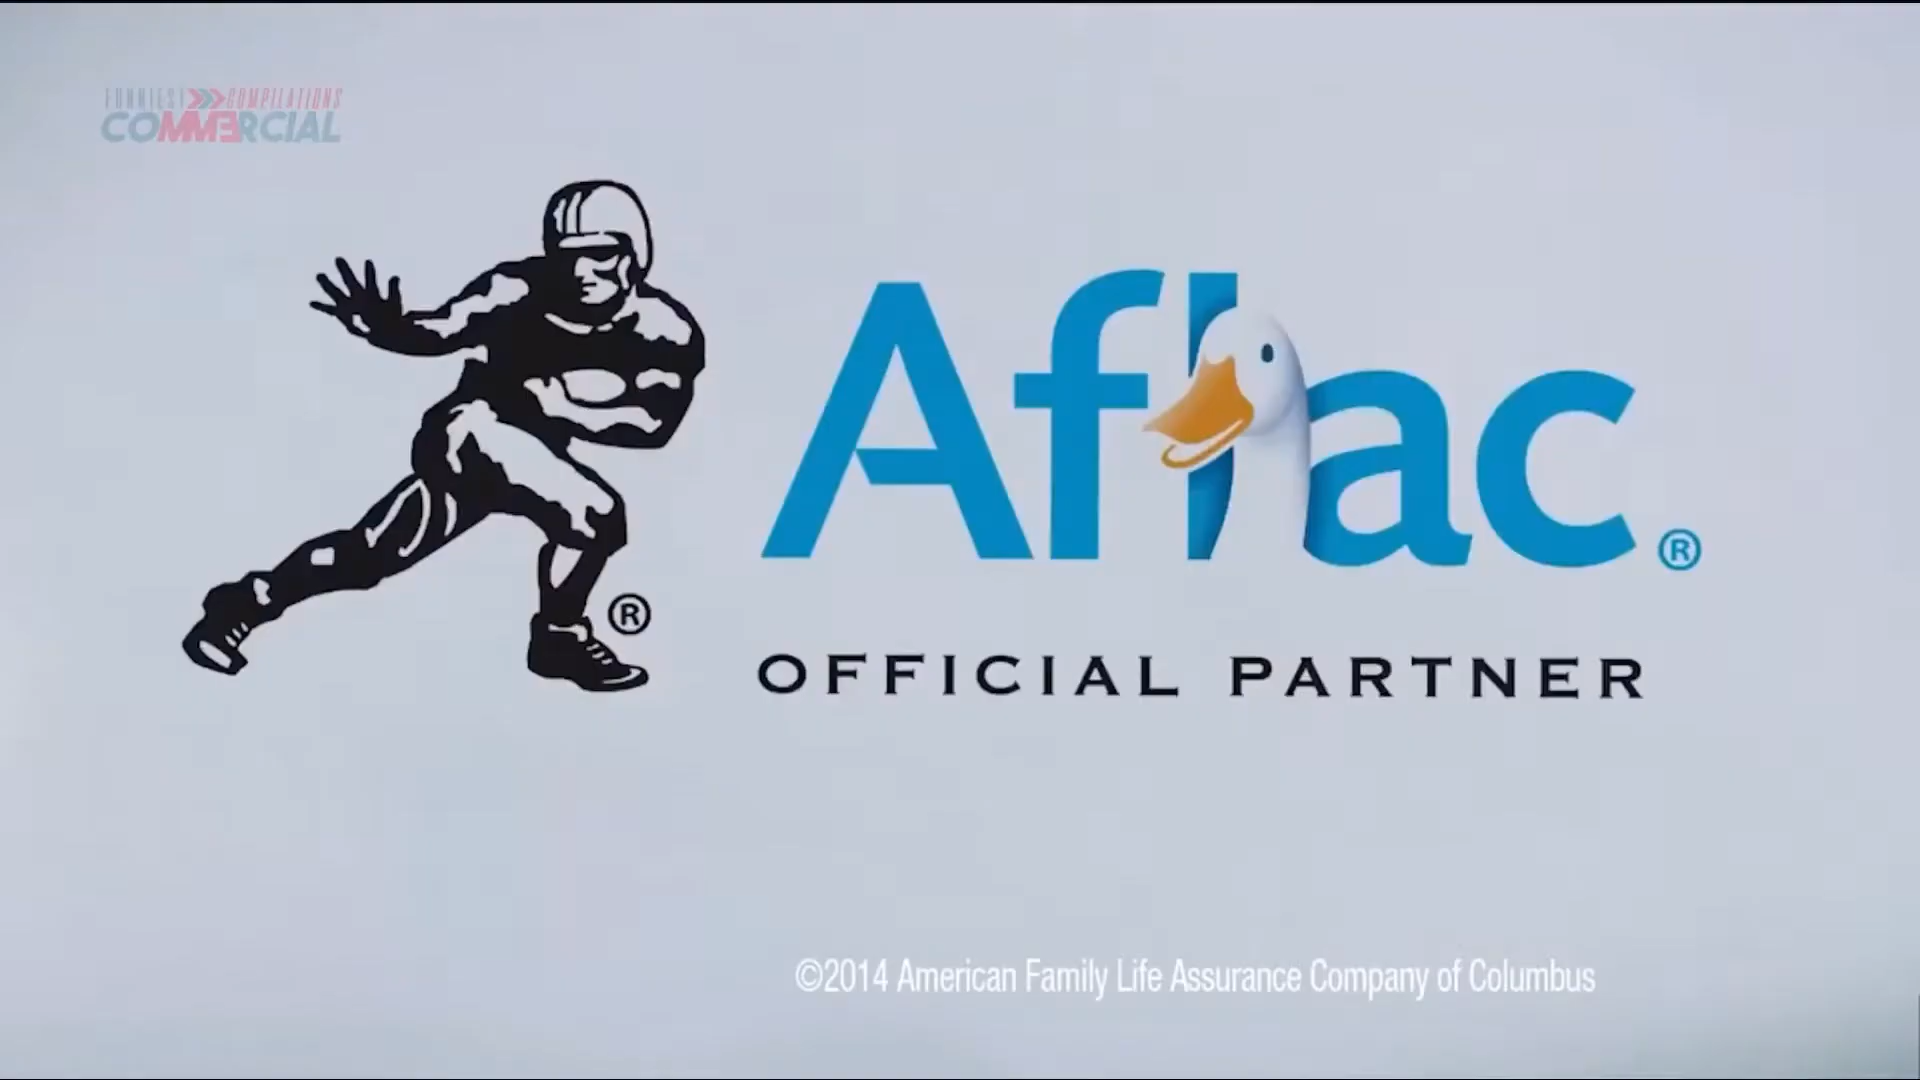 FUNNIEST COMPILATIONS
COMMERCIAL
Aflac®
®
OFFICIAL PARTNER
©2014 American Family Life Assurance Company of Columbus